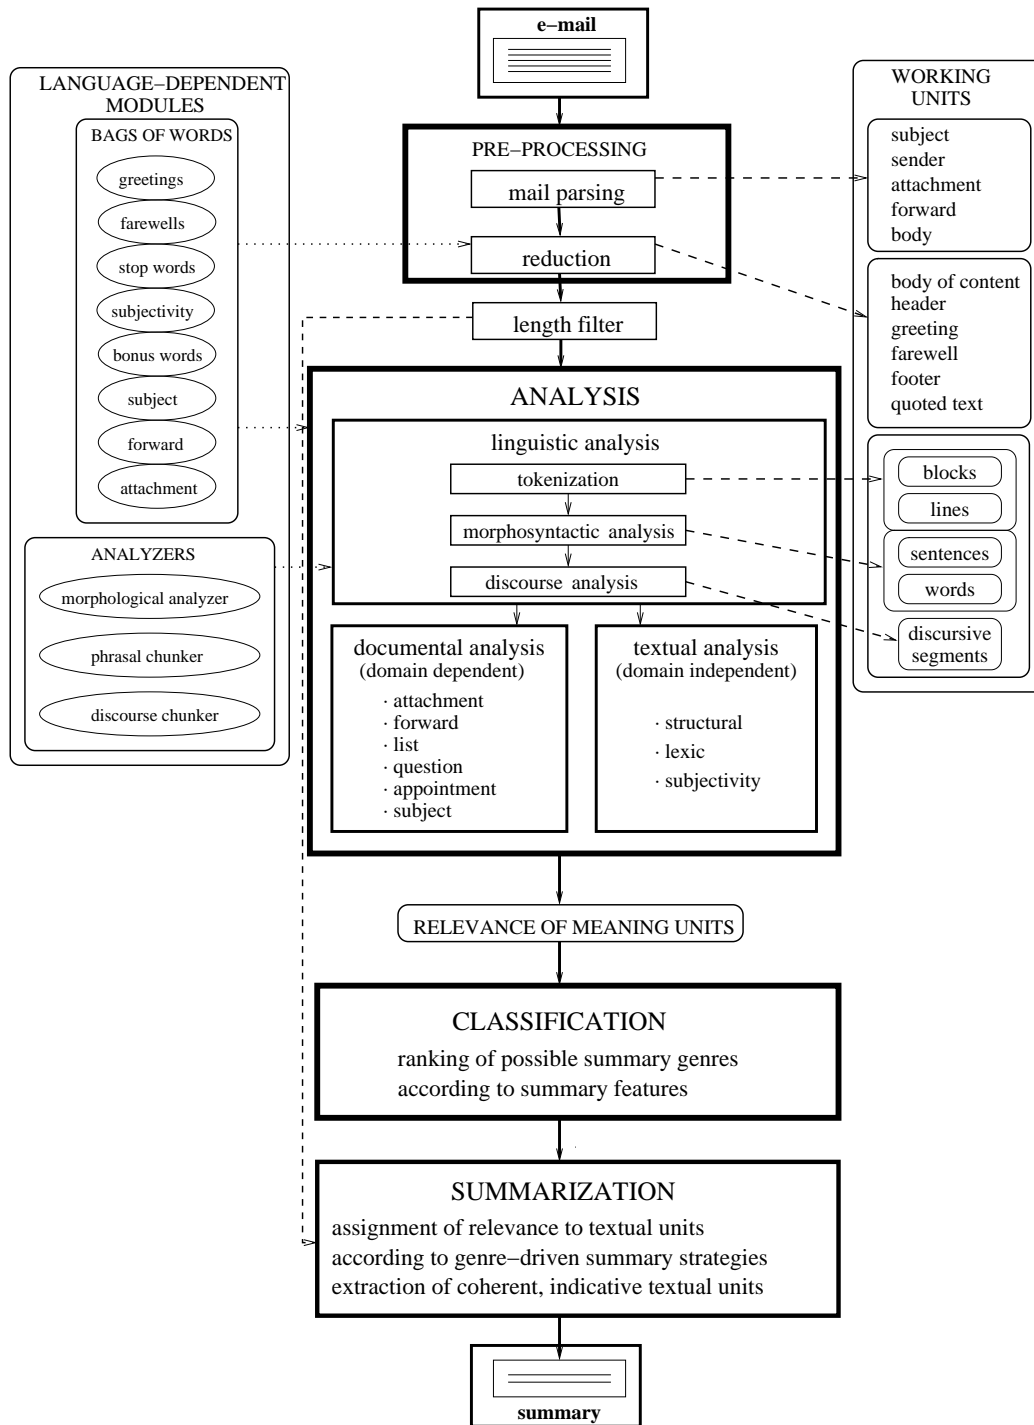 e−mail
LANGUAGE−DEPENDENT
MODULES
BAGS OF WORDS
greetings
farewells
stop words
subjectivity
bonus words
subject
forward
attachment
ANALYZERS
morphological analyzer
phrasal chunker
discourse chunker
PRE−PROCESSING
mail parsing
reduction
length filter
ANALYSIS
linguistic analysis
tokenization
morphosyntactic analysis
discourse analysis
documental analysis
(domain dependent)
· attachment
· forward
· list
· question
· appointment
· subject
textual analysis
(domain independent)
· structural
· lexic
· subjectivity
WORKING
UNITS
subject
sender
attachment
forward
body
body of content
header
greeting
farewell
footer
quoted text
blocks
lines
sentences
words
discursive
segments
RELEVANCE OF MEANING UNITS
CLASSIFICATION
ranking of possible summary genres
according to summary features
SUMMARIZATION
assignment of relevance to textual units
according to genre−driven summary strategies
extraction of coherent, indicative textual units
summary